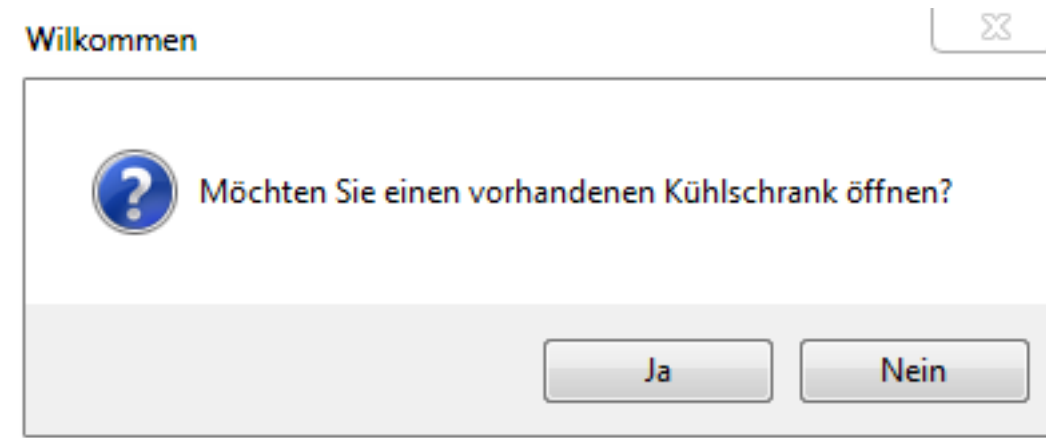 Wilkommen
Möchten Sie einen vorhandenen Kühlschrank öffnen?
Ja
Nein